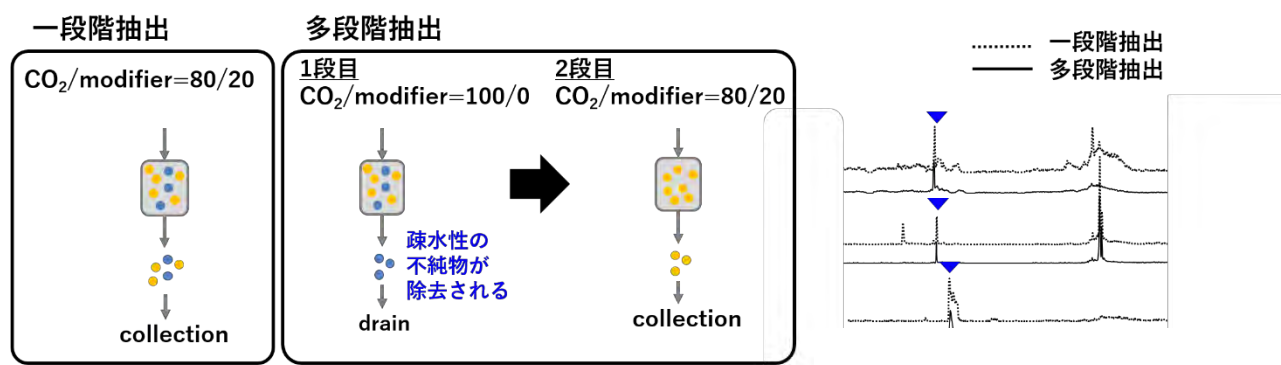 一段階抽出
CO₂/modifier=80/20
collection
多段階抽出
1段目
CO₂/modifier=100/0
疎水性の
不純物が
除去される
drain
2段目
CO₂/modifier=80/20
collection
一段階抽出
多段階抽出